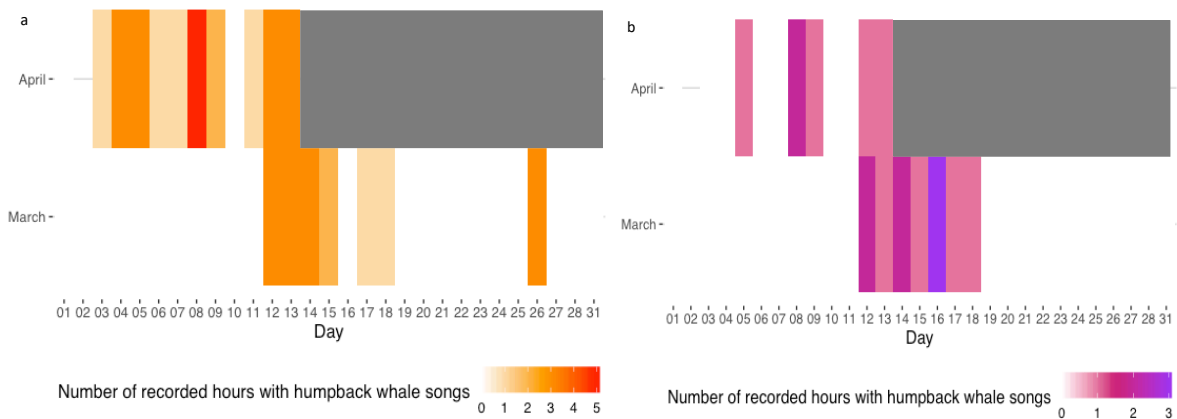 a
April
March
01 02 03 04 05 06 07 08 09 10 11 12 13 14 15 16 17 18 19 20 21 22 23 24 25 26 27 28 31
Day
Number of recorded hours with humpback whale songs
0 1 2 3 4 5
b
April
March
01 02 03 04 05 06 07 08 09 10 11 12 13 14 15 16 17 18 19 20 21 22 23 24 25 26 27 28 31
Day
Number of recorded hours with humpback whale songs
0 1 2 3